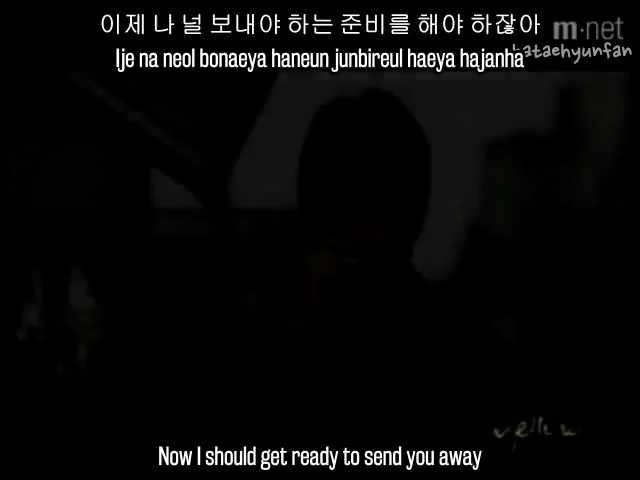 이제 나 널 보내야 하는 준비를 해야 하잖아
m·net
Ije na neol bonaeya haneun junbireul haeya hajanha
bataehyunfan
Now I should get ready to send you away